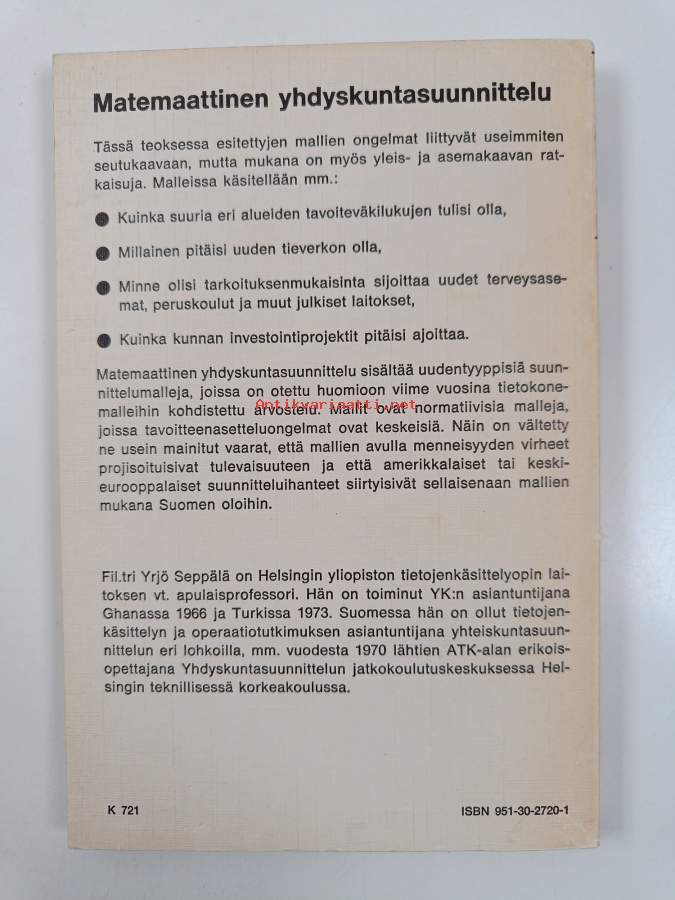 Matemaattinen yhdyskuntasuunnittelu
Tässä teoksessa esitettyjen mallien ongelmat liittyvät useimmiten
seutukaavaan, mutta mukana on myös yleis- ja asemakaavan rat-
kaisuja. Malleissa käsitellään mm.:
● Kuinka suuria eri alueiden tavoiteväkilukujen tulisi olla,
● Millainen pitäisi uuden tieverkon olla,
● Minne olisi tarkoituksenmukaisinta sijoittaa uudet terveysase-
mat, peruskoulut ja muut julkiset laitokset,
● Kuinka kunnan investointiprojektit pitäisi ajoittaa.
Matemaattinen yhdyskuntasuunnittelu sisältää uudentyyppisiä suun-
nittelumalleja, joissa on otettu huomioon viime vuosina tietokone-
malleihin kohdistettu arvostelu. Mallit ovat normatiivisia malleja,
Antikvariaatti.net
joissa tavoitteenasetteluongelmat ovat keskeisiä. Näin on vältetty
ne usein mainitut vaarat, että mallien avulla menneisyyden virheet
projisoituisivat tulevaisuuteen ja että amerikkalaiset tai keski-
eurooppalaiset suunnitteluihanteet siirtyisivät sellaisenaan mallien
mukana Suomen oloihin.
Fil.tri Yrjö Seppälä on Helsingin yliopiston tietojenkäsittelyopin lai-
toksen vt. apulaisprofessori. Hän on toiminut YK:n asiantuntijana
Ghanassa 1966 ja Turkissa 1973. Suomessa hän on ollut tietojen-
käsittelyn ja operaatiotutkimuksen asiantuntijana yhteiskuntasuun-
nittelun eri lohkoilla, mm. vuodesta 1970 lähtien ATK-alan erikois-
opettajana Yhdyskuntasuunnittelun jatkokoulutuskeskuksessa Hel-
singin teknillisessä korkeakoulussa.
K 721
ISBN 951-30-2720-1